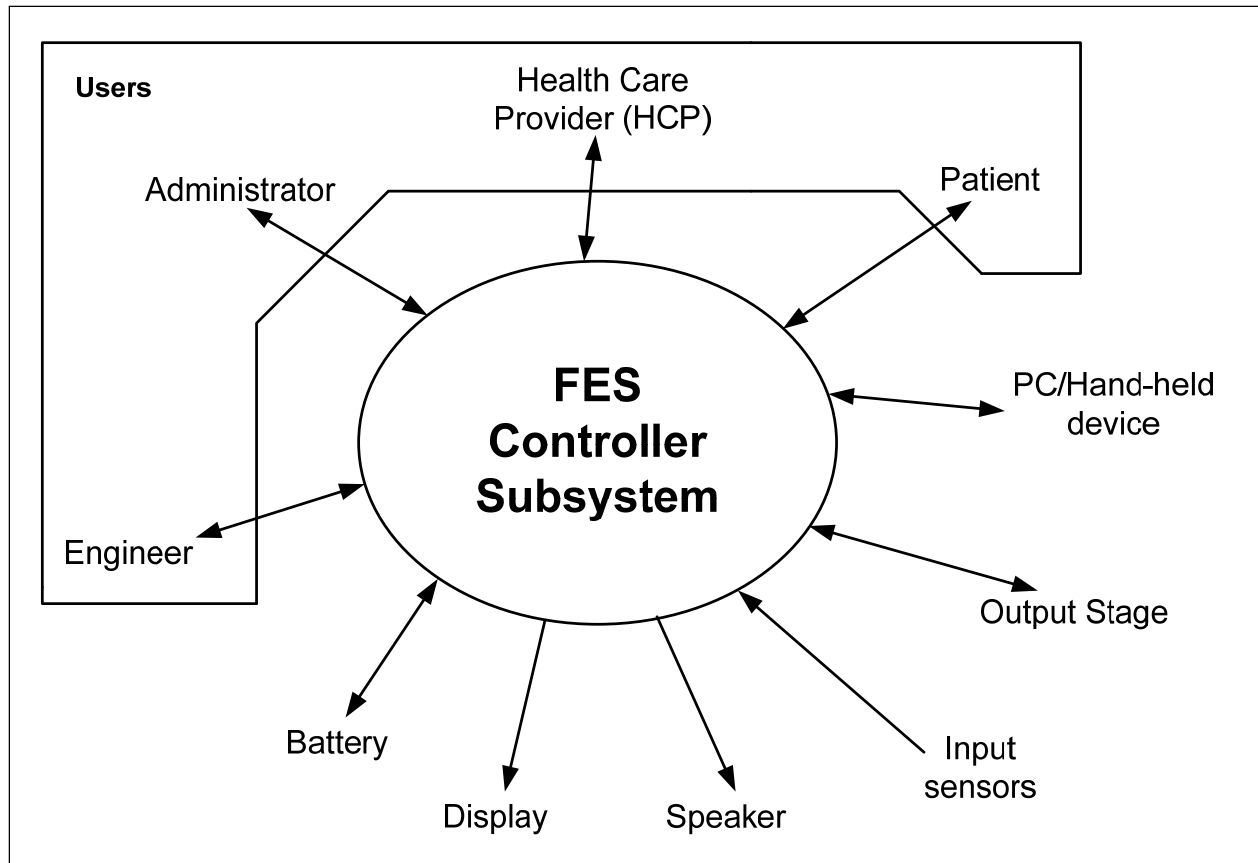 Users
Health Care
Provider (HCP)
Administrator
Patient
FES
Controller
Subsystem
PC/Hand-held
device
Engineer
Output Stage
Battery
Input
sensors
Display
Speaker